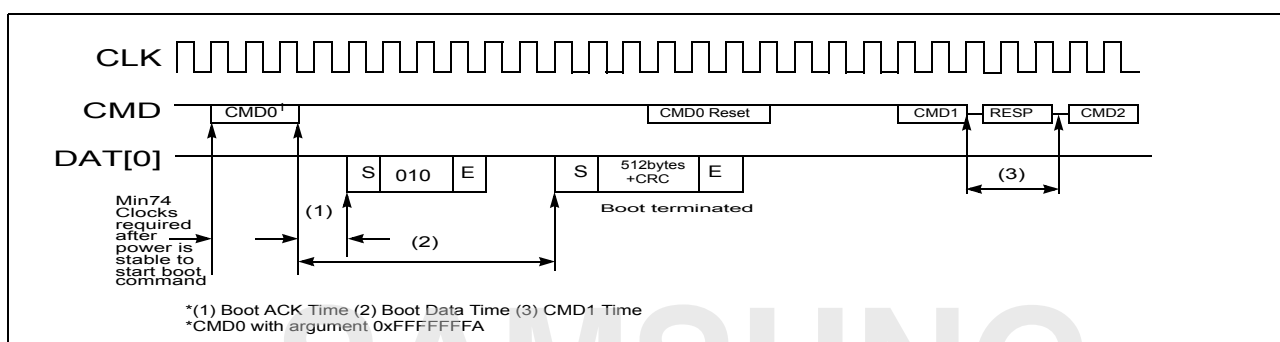 CLK
CMD CMD0¹ CMD0 Reset CMD1 RESP CMD2
DAT[0] S 010 E S 512bytes +CRC E
(3)
Boot terminated
Min74
Clocks
required
after
power is
stable to
start boot
command
(1)
(2)
*(1) Boot ACK Time (2) Boot Data Time (3) CMD1 Time
*CMD0 with argument 0xFFFFFFFA
SAMSUNG